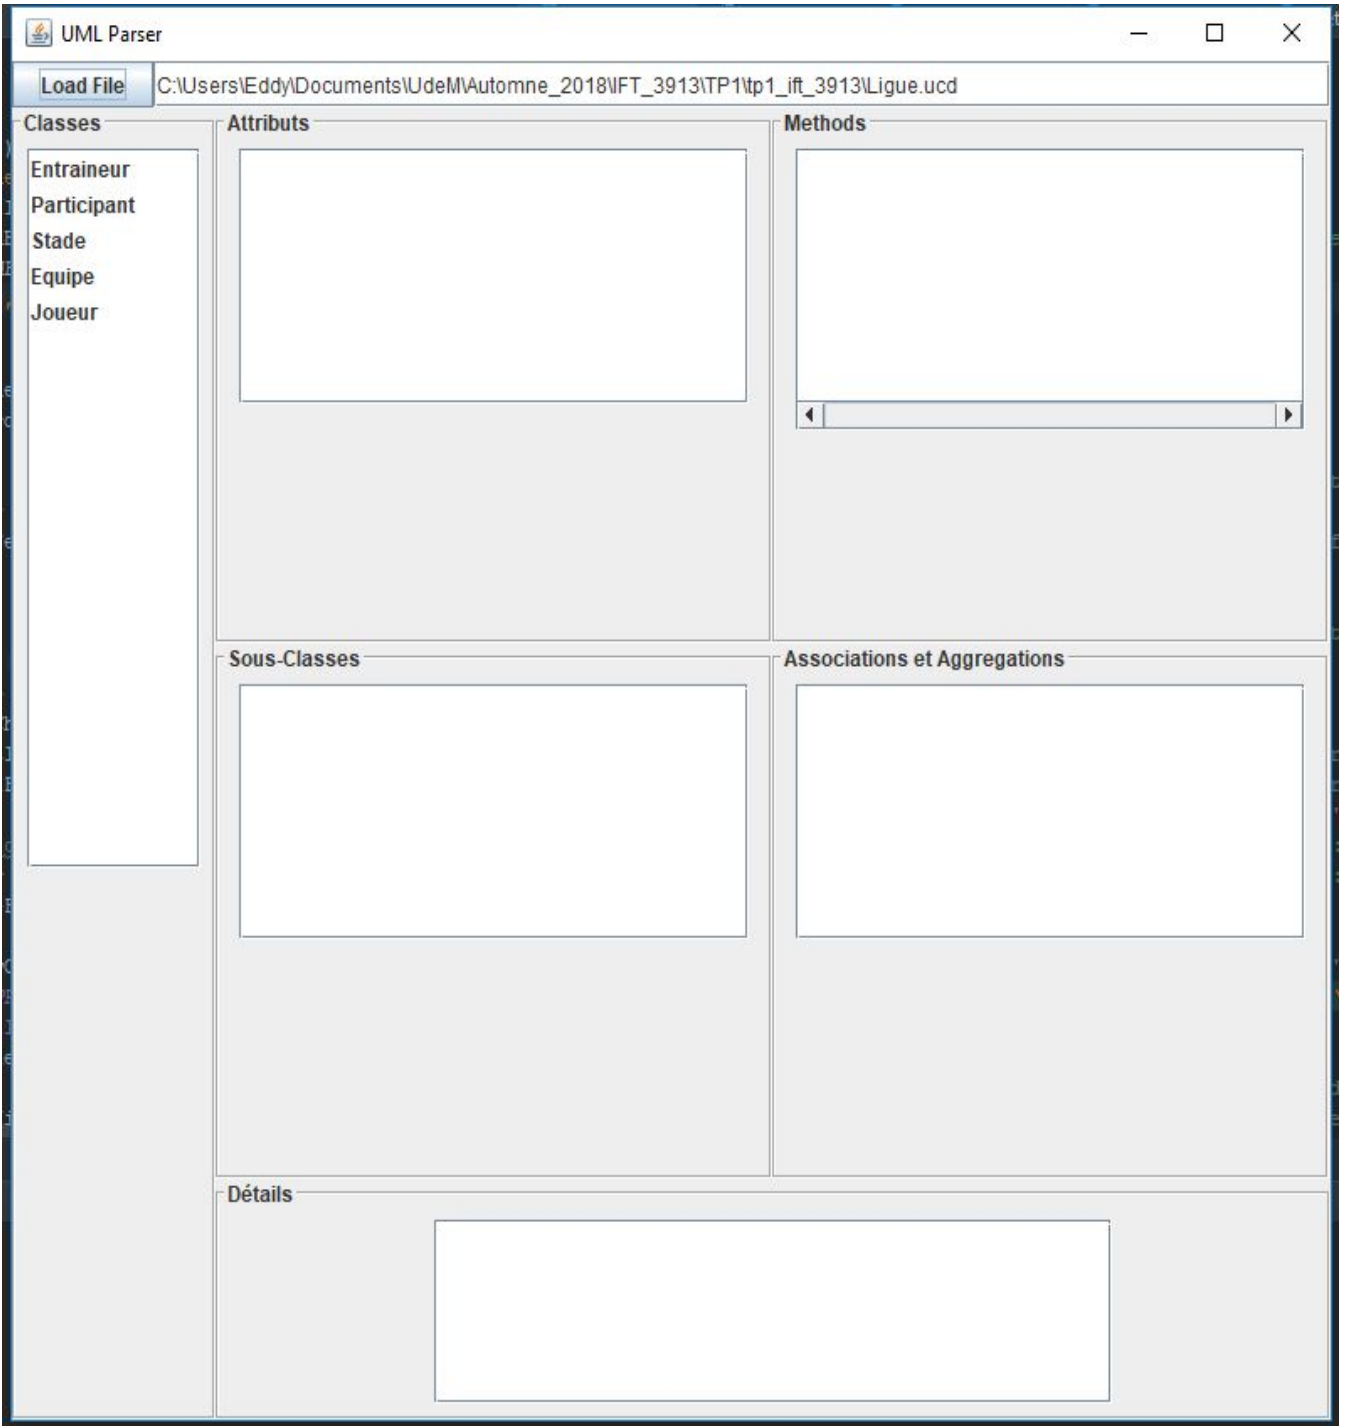 UML Parser
Load File C:\Users\Eddy\Documents\UdeM\Automne_2018\IFT_3913\TP1\tp1_ift_3913\Ligue.ucd
Classes
Entraineur
Participant
Stade
Equipe
Joueur
Attributs
Methods
Sous-Classes
Associations et Aggregations
Détails